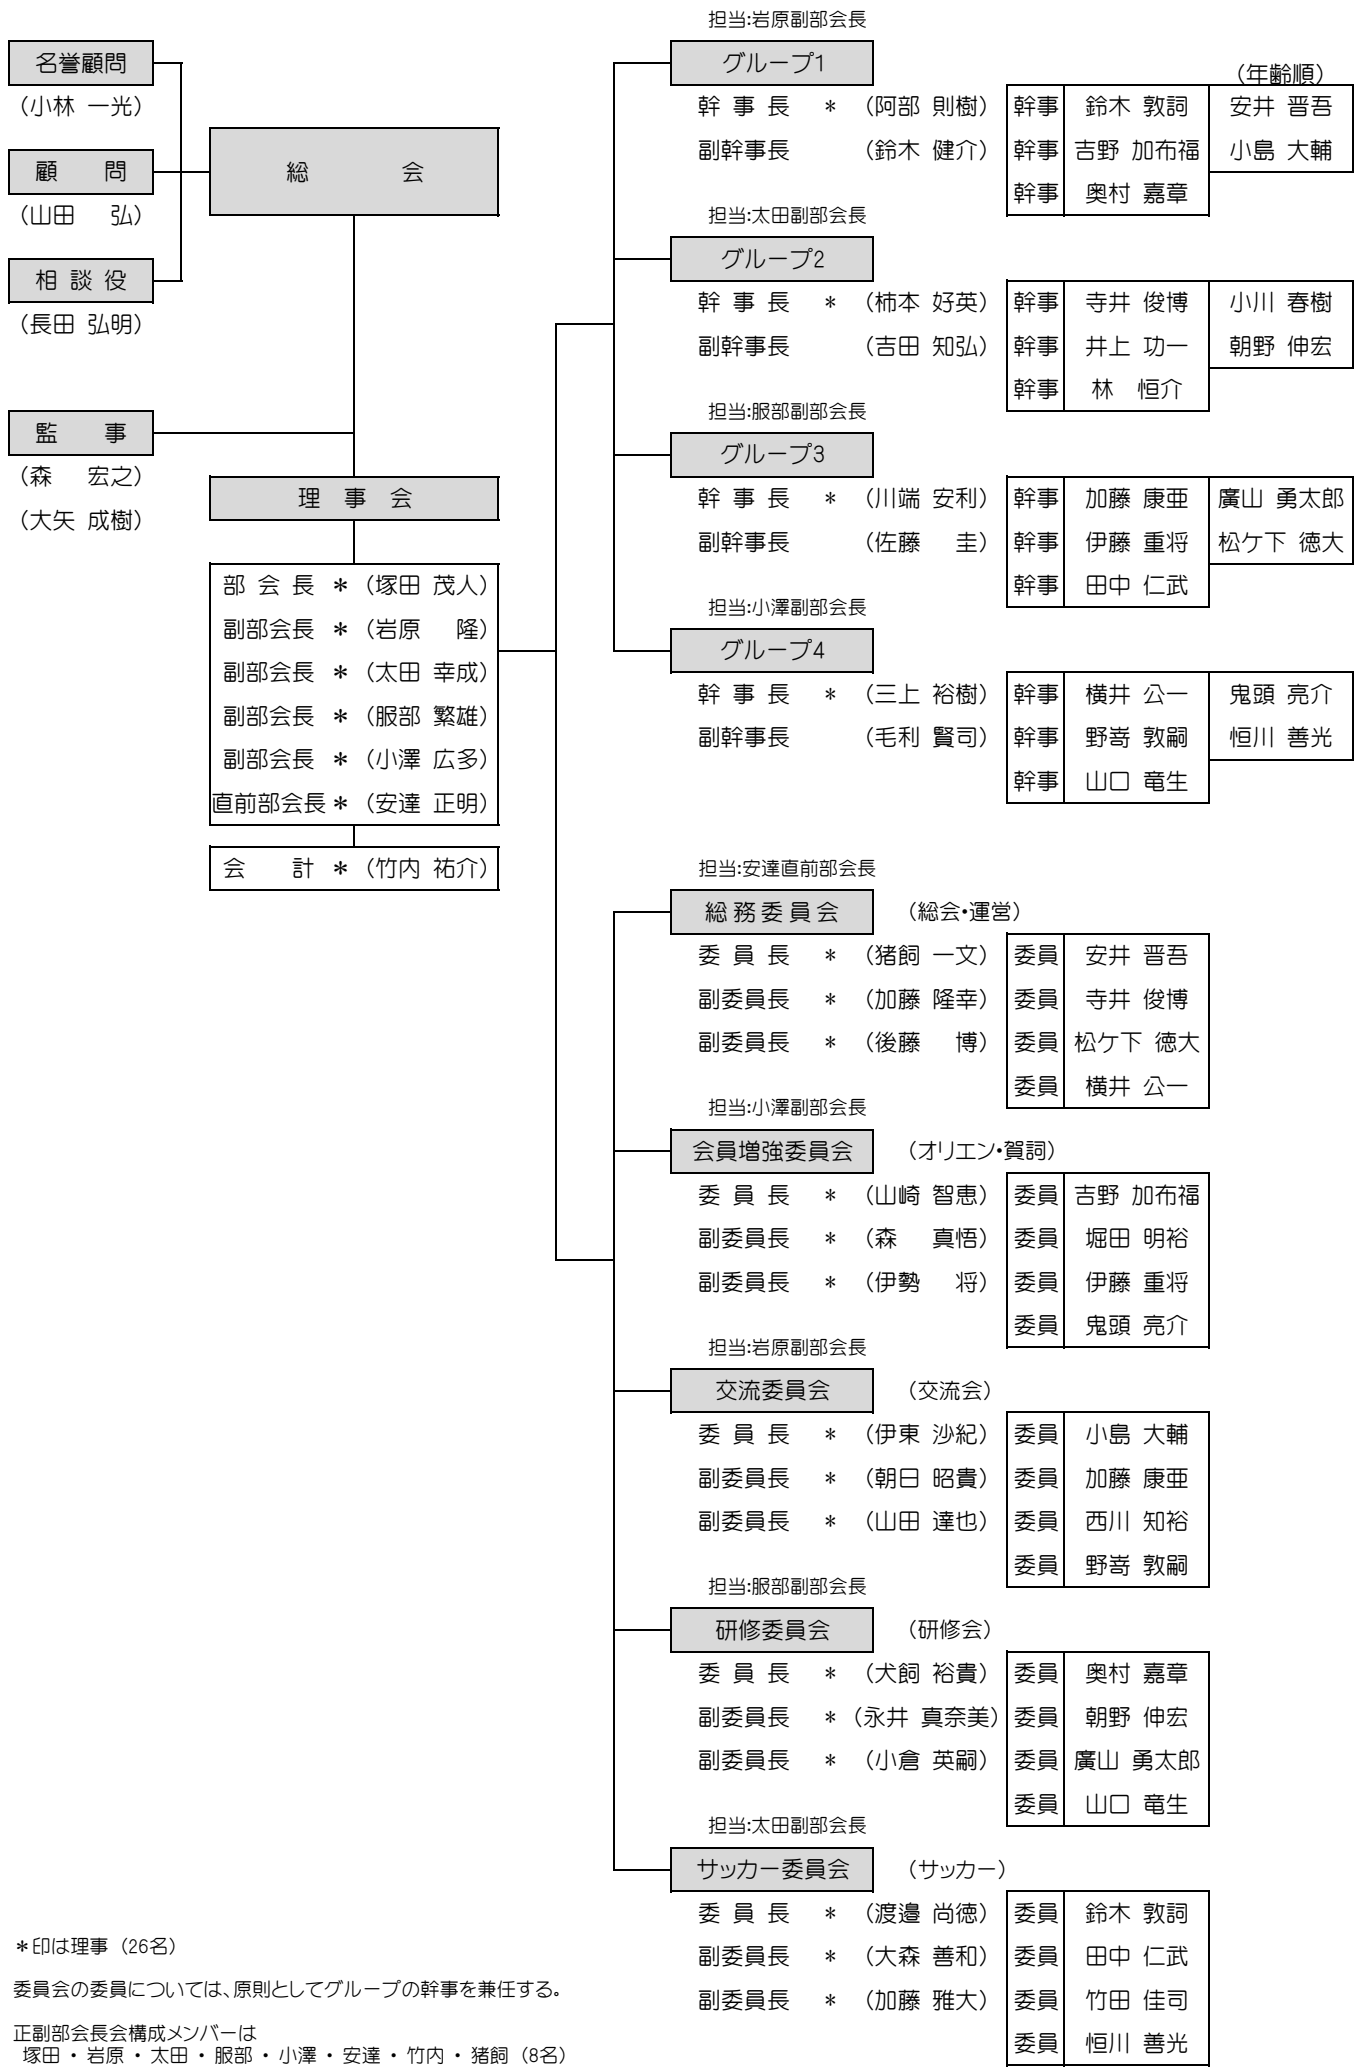 名誉顧問
（小林 一光）
顧 問
（山田 弘）
相 談 役
（長田 弘明）
総 会
監 事
（森 宏之）
（大矢 成樹）
理 事 会
部 会 長 ＊ （塚田 茂人）
副部会長 ＊ （岩原 隆）
副部会長 ＊ （太田 幸成）
副部会長 ＊ （服部 繁雄）
副部会長 ＊ （小澤 広多）
直前部会長 ＊ （安達 正明）
会 計 ＊ （竹内 祐介）
担当:岩原副部会長
グループ1
（年齢順）
幹 事 長 ＊ （阿部 則樹） 幹事 鈴木 敦詞 安井 晋吾
副幹事長 （鈴木 健介） 幹事 吉野 加布福 小島 大輔
幹事 奥村 嘉章
担当:太田副部会長
グループ2
幹 事 長 ＊ （柿本 好英） 幹事 寺井 俊博 小川 春樹
副幹事長 （吉田 知弘） 幹事 井上 功一 朝野 伸宏
幹事 林 恒介
担当:服部副部会長
グループ3
幹 事 長 ＊ （川端 安利） 幹事 加藤 康亜 廣山 勇太郎
副幹事長 （佐藤 圭） 幹事 伊藤 重将 松ケ下 徳大
幹事 田中 仁武
担当:小澤副部会長
グループ4
幹 事 長 ＊ （三上 裕樹） 幹事 横井 公一 鬼頭 亮介
副幹事長 （毛利 賢司） 幹事 野嵜 敦嗣 恒川 善光
幹事 山口 竜生
担当:安達直前部会長
総務委員会 （総会・運営）
委 員 長 ＊ （猪飼 一文） 委員 安井 晋吾
副委員長 ＊ （加藤 隆幸） 委員 寺井 俊博
副委員長 ＊ （後藤 博） 委員 松ケ下 徳大
委員 横井 公一
担当:小澤副部会長
会員増強委員会 （オリエン・賀詞）
委 員 長 ＊ （山崎 智恵） 委員 吉野 加布福
副委員長 ＊ （森 真悟） 委員 堀田 明裕
副委員長 ＊ （伊勢 将） 委員 伊藤 重将
委員 鬼頭 亮介
担当:岩原副部会長
交流委員会 （交流会）
委 員 長 ＊ （伊東 沙紀） 委員 小島 大輔
副委員長 ＊ （朝日 昭貴） 委員 加藤 康亜
副委員長 ＊ （山田 達也） 委員 西川 知裕
委員 野嵜 敦嗣
担当:服部副部会長
研修委員会 （研修会）
委 員 長 ＊ （犬飼 裕貴） 委員 奥村 嘉章
副委員長 ＊ （永井 真奈美） 委員 朝野 伸宏
副委員長 ＊ （小倉 英嗣） 委員 廣山 勇太郎
委員 山口 竜生
担当:太田副部会長
サッカー委員会 （サッカー）
委 員 長 ＊ （渡邉 尚徳） 委員 鈴木 敦詞
副委員長 ＊ （大森 善和） 委員 田中 仁武
副委員長 ＊ （加藤 雅大） 委員 竹田 佳司
委員 恒川 善光
＊印は理事（26名）
委員会の委員については、原則としてグループの幹事を兼任する。
正副部会長会構成メンバーは
塚田・岩原・太田・服部・小澤・安達・竹内・猪飼（8名）